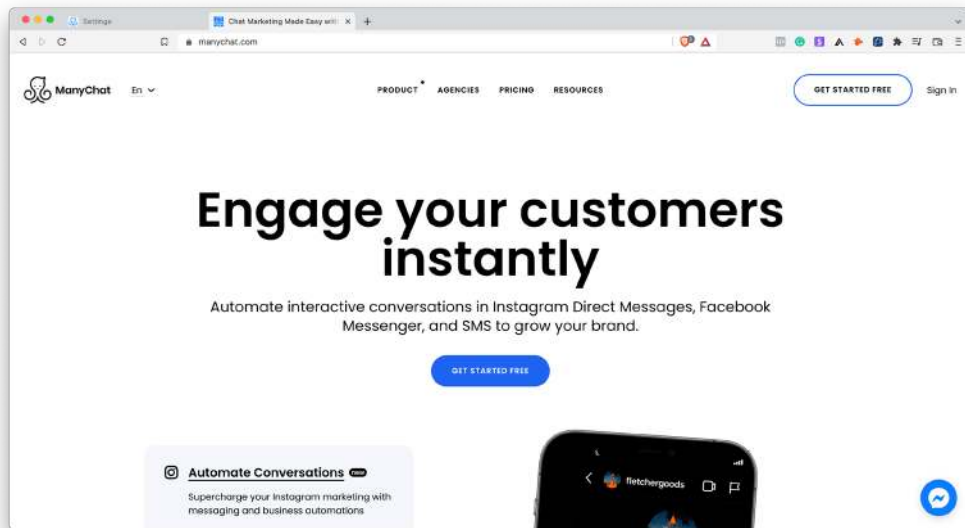 Settings
Chat Marketing Made Easy with
manychat.com
ManyChat
En
PRODUCT AGENCIES PRICING RESOURCES
GET STARTED FREE
Sign In
Engage your customers
instantly
Automate interactive conversations in Instagram Direct Messages, Facebook
Messenger, and SMS to grow your brand.
GET STARTED FREE
Automate Conversations new
Supercharge your Instagram marketing with
messaging and business automations
fletchergoods